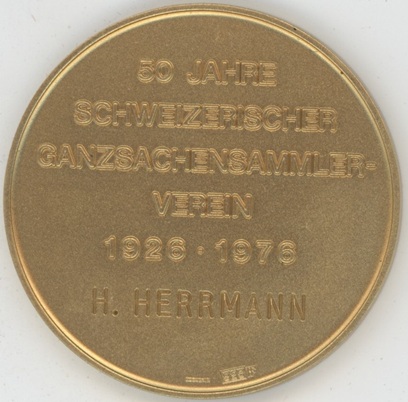 50 JAHRE
SCHWEIZERISCHER
GANZSACHENSAMMLER-
VEREIN
1926 · 1976
H. HERRMANN